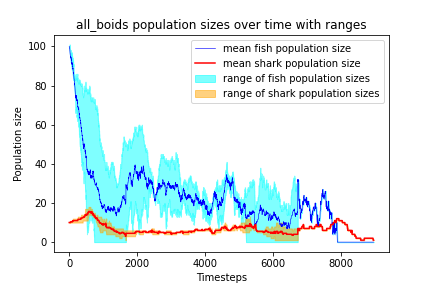 all_boids population sizes over time with ranges
mean fish population size
mean shark population size
range of fish population sizes
range of shark population sizes
Population size
100
80
60
40
20
0
0
2000
4000
6000
8000
Timesteps